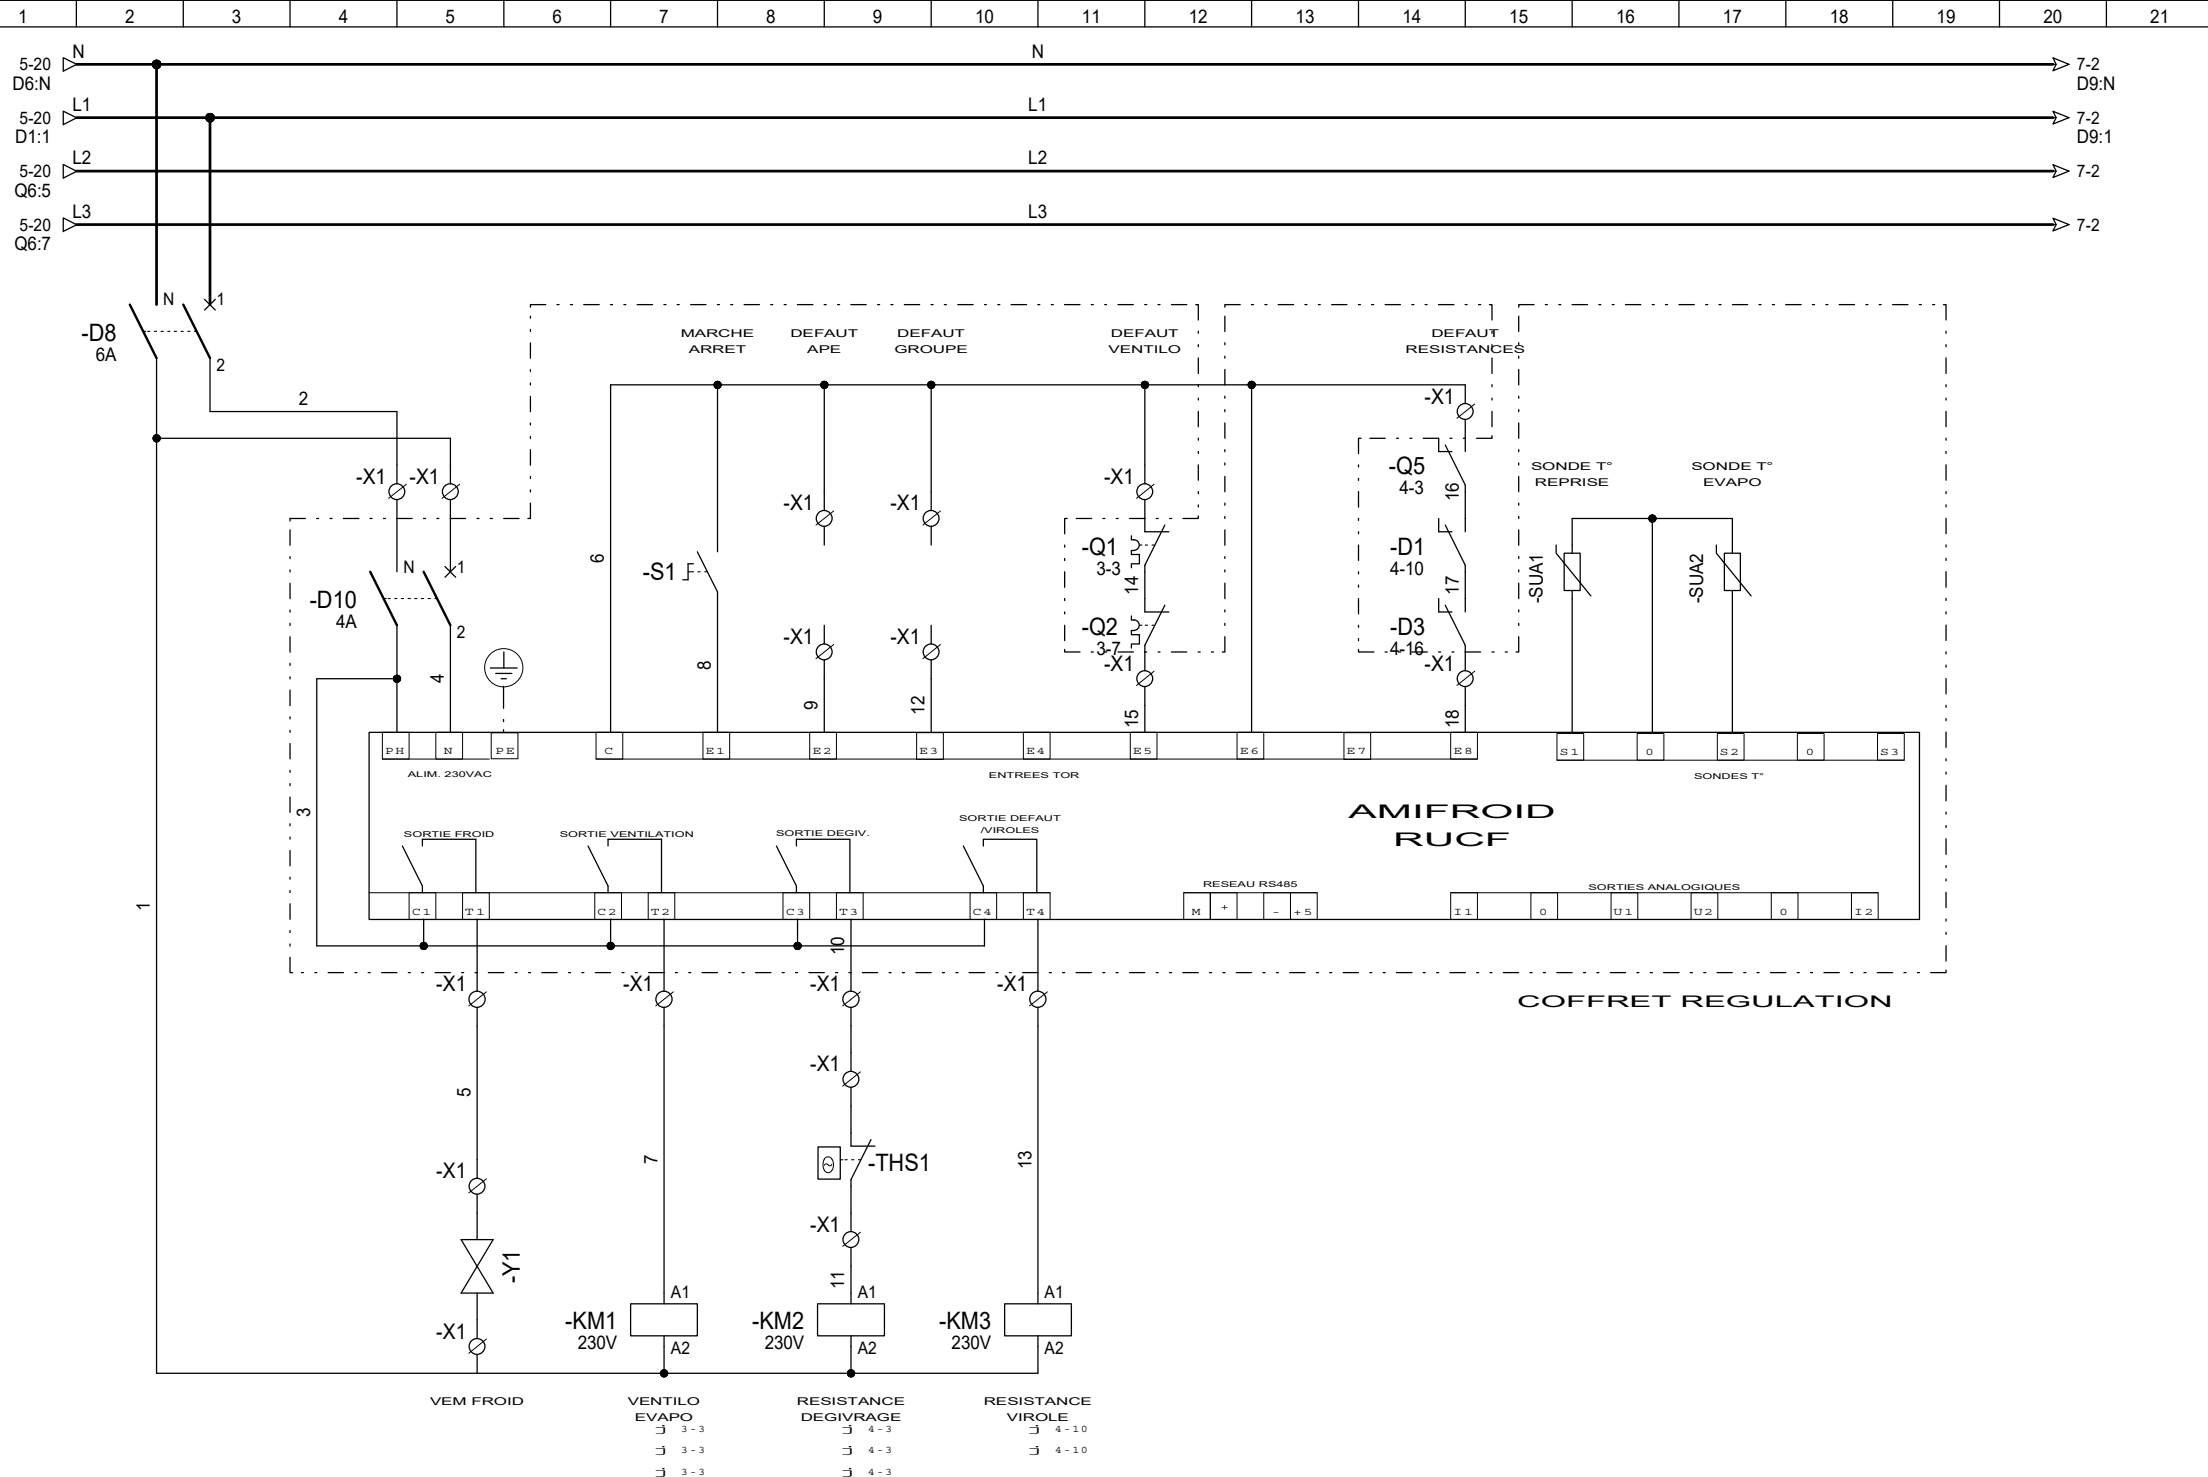 1 2 3 4 5 6 7 8 9 10 11 12 13 14 15 16 17 18 19 20 21
N N
5-20 7-2
D6:N D9:N
L1 L1
5-20 7-2
D1:1 D9:1
L2 L2
5-20 7-2
Q6:5
L3 L3
5-20 7-2
Q6:7
N 1
-D8
6A
2
2
MARCHE
ARRET
DEFAUT
APE
DEFAUT
GROUPE
DEFAUT
VENTILO
DEFAUT
RESISTANCES
-X1
-X1 -X1
-X1
-X1
-X1
-Q5
4-3
16
SONDE T°
REPRISE
SONDE T°
EVAPO
N 1
-D10
4A
2
6
-S1
-Q1
3-3
14
-D1
4-10
17
-SUA1
-SUA2
-X1
-X1
-Q2
3-7
-X1
-D3
4-16
-X1
4
8
9
12
15
18
PH N PE C E1 E2 E3 E4 E5 E6 E7 E8 S1 0 S2 0 S3
ALIM. 230VAC ENTREES TOR SONDES T°
3
AMIFROID
RUCF
SORTIE FROID
SORTIE VENTILATION
SORTIE DEGIV.
SORTIE DEFAUT
/VIROLES
RESEAU RS485
SORTIES ANALOGIQUES
C1 T1 C2 T2 C3 T3 C4 T4 M + - +5 I1 0 U1 U2 0 I2
1
10
-X1 -X1 -X1 -X1
COFFRET REGULATION
-X1
5
7
13
-THS1
-X1
-X1
-Y1
11
-X1
A1 A1 A1
-KM1
230V
-KM2
230V
-KM3
230V
A2 A2 A2
VEM FROID
VENTILO
EVAPO
3-3
3-3
3-3
RESISTANCE
DEGIVRAGE
4-3
4-3
4-3
RESISTANCE
VIROLE
4-10
4-10